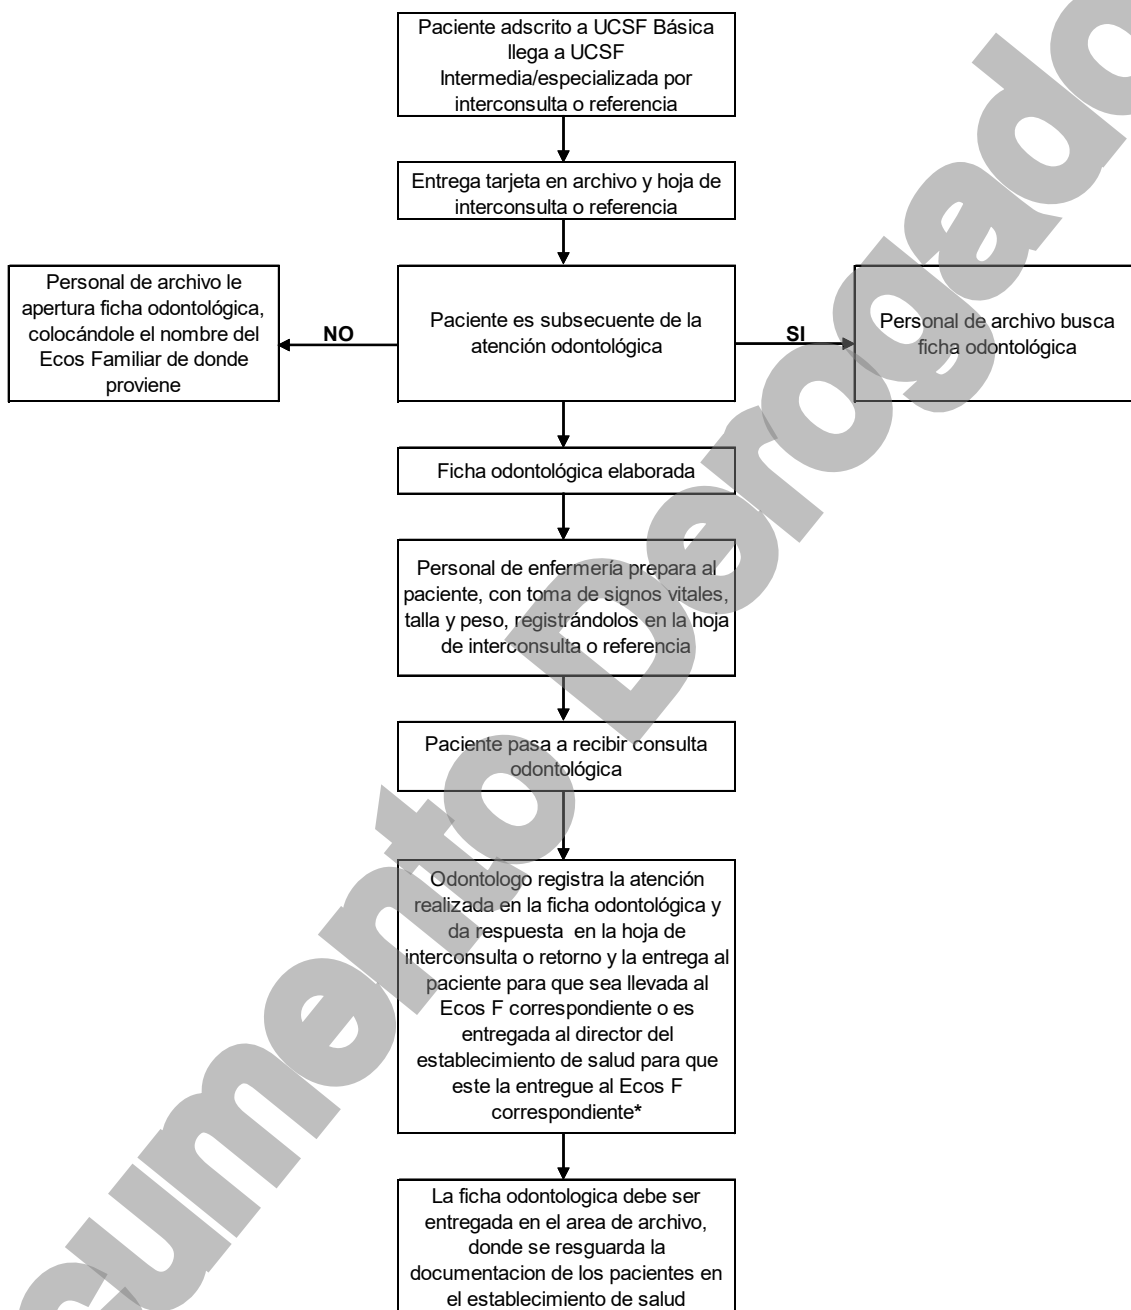 Paciente adscrito a UCSF Básica
llega a UCSF
Intermedia/especializada por
interconsulta o referencia
Entrega tarjeta en archivo y hoja de
interconsulta o referencia
Personal de archivo le
apertura ficha odontológica,
colocándole el nombre del
Ecos Familiar de donde
proviene
NO
Paciente es subsecuente de la
atención odontológica
SI
Personal de archivo busca
ficha odontológica
Ficha odontológica elaborada
Personal de enfermería prepara al
paciente, con toma de signos vitales,
talla y peso, registrándolos en la hoja
de interconsulta o referencia
Paciente pasa a recibir consulta
odontológica
Odontologo registra la atención
realizada en la ficha odontológica y
da respuesta en la hoja de
interconsulta o retorno y la entrega al
paciente para que sea llevada al
Ecos F correspondiente o es
entregada al director del
establecimiento de salud para que
este la entregue al Ecos F
correspondiente*
La ficha odontologica debe ser
entregada en el area de archivo,
donde se resguarda la
documentacion de los pacientes en
el establecimiento de salud
cumento Derogado